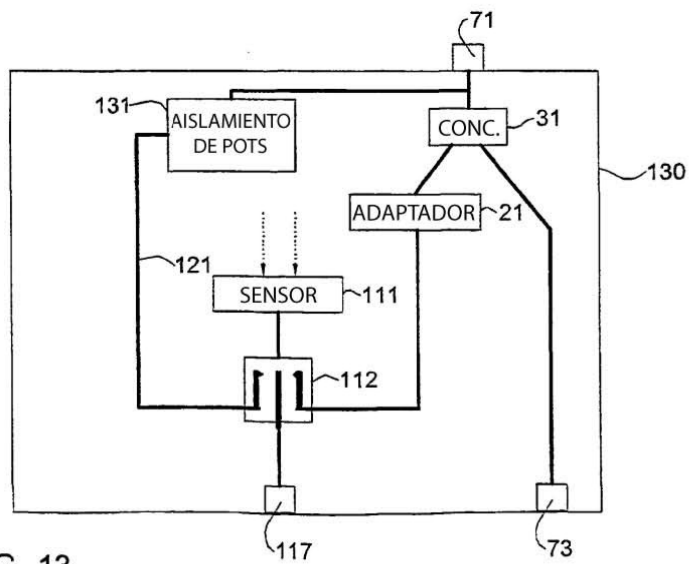 71
131
AISLAMIENTO
DE POTS
CONC.
31
130
ADAPTADOR
21
121
SENSOR
111
112
117
73